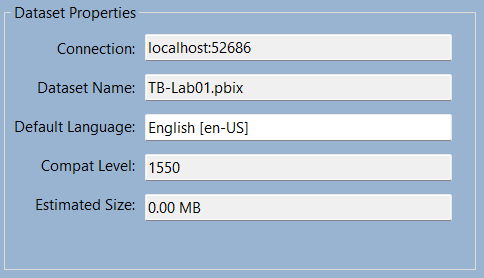 Dataset Properties
Connection: localhost:52686
Dataset Name: TB-Lab01.pbix
Default Language: English [en-US]
Compat Level: 1550
Estimated Size: 0.00 MB